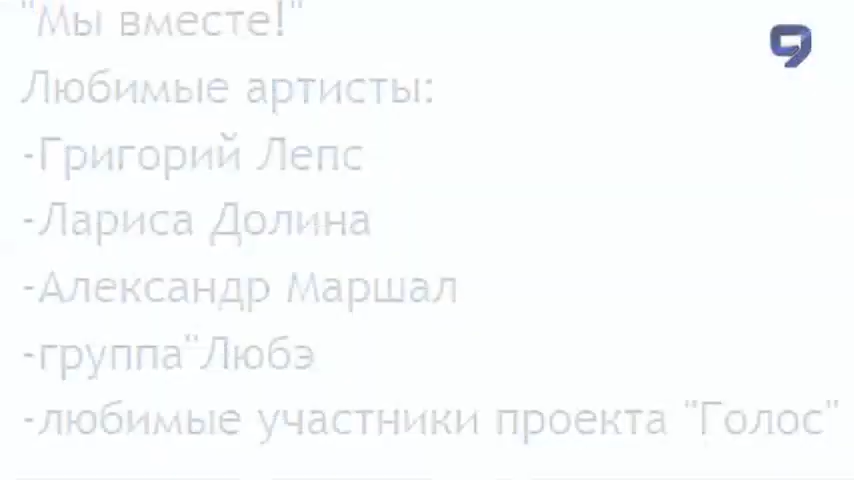 "Мы вместе!"
Любимые артисты:
-Григорий Лепс
-Лариса Долина
-Александр Маршал
-группа"Любэ
-любимые участники проекта "Голос"